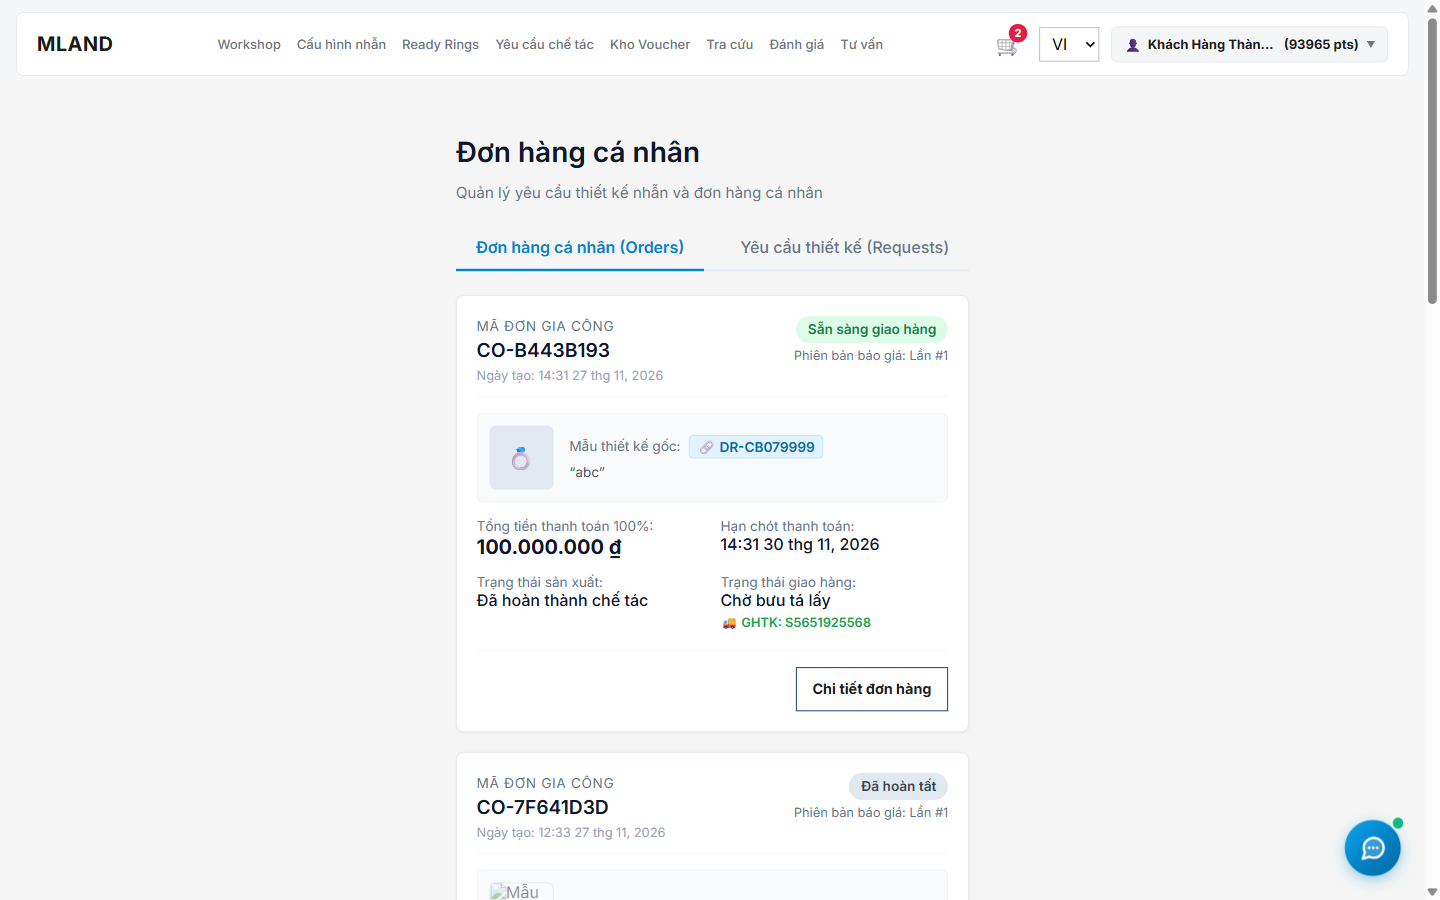 MLAND
Workshop Cấu hình nhẫn Ready Rings Yêu cầu chế tác Kho Voucher Tra cứu Đánh giá Tư vấn
2
VI
Khách Hàng Thàn... (93965 pts)
Đơn hàng cá nhân
Quản lý yêu cầu thiết kế nhẫn và đơn hàng cá nhân
Đơn hàng cá nhân (Orders)
Yêu cầu thiết kế (Requests)
MÃ ĐƠN GIA CÔNG
CO-B443B193
Ngày tạo: 14:31 27 thg 11, 2026
Sẵn sàng giao hàng
Phiên bản báo giá: Lần #1
Mẫu thiết kế gốc: DR-CB079999
“abc”
Tổng tiền thanh toán 100%:
100.000.000 ₫
Hạn chót thanh toán:
14:31 30 thg 11, 2026
Trạng thái sản xuất:
Đã hoàn thành chế tác
Trạng thái giao hàng:
Chờ bưu tá lấy
GHTK: S5651925568
Chi tiết đơn hàng
MÃ ĐƠN GIA CÔNG
CO-7F641D3D
Ngày tạo: 12:33 27 thg 11, 2026
Đã hoàn tất
Phiên bản báo giá: Lần #1
Mẫu